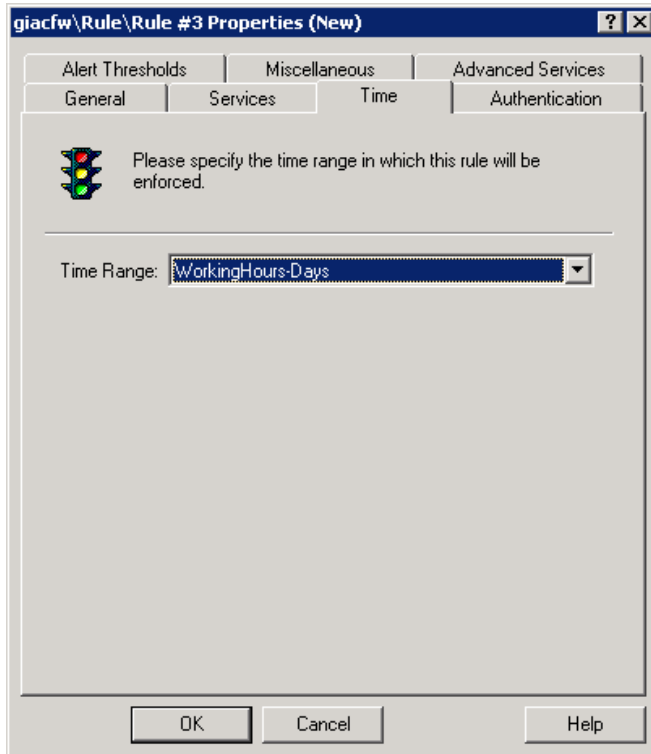 giacfw\Rule\Rule #3 Properties (New)
Alert Thresholds Miscellaneous Advanced Services
General Services Time Authentication
Please specify the time range in which this rule will be
enforced.
Time Range: WorkingHours-Days
OK Cancel Help